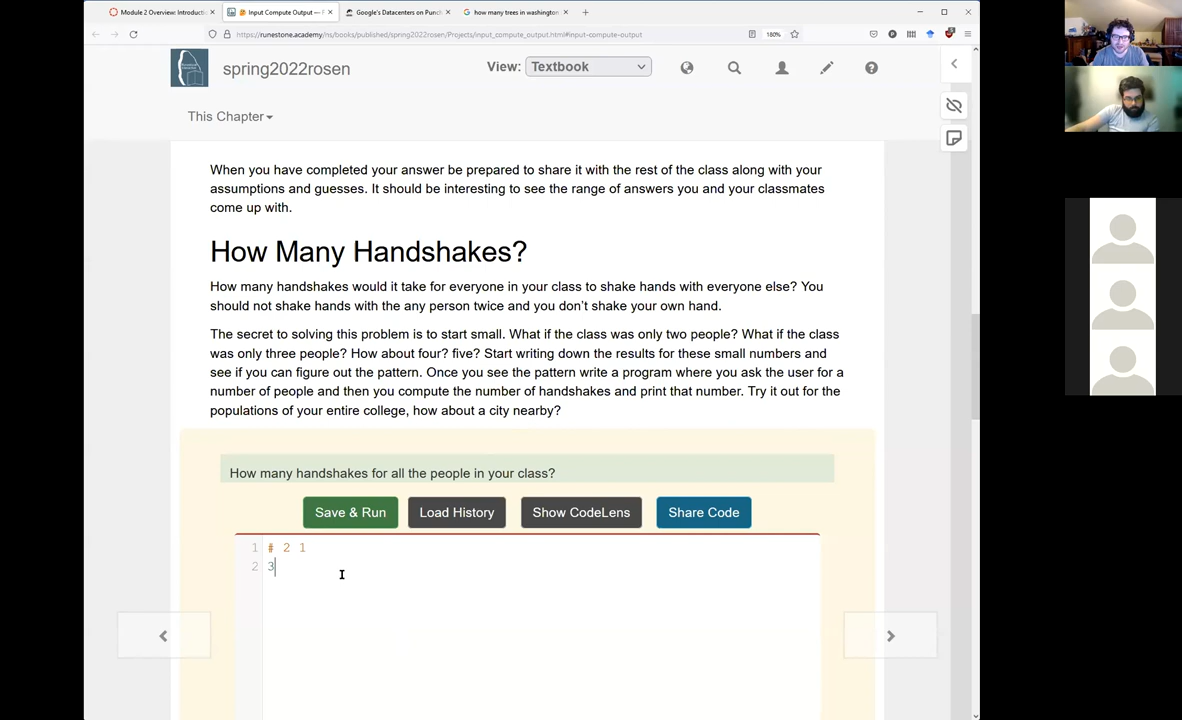 Module 2 Overview: Introducti
Input Compute Output — F
Google's Datacenters on Punch
how many trees in washington
https://runestone.academy/ns/books/published/spring2022rosen/Projects/input_compute_output.html#input-compute-output
180%
spring2022rosen
View:
Textbook
This Chapter
When you have completed your answer be prepared to share it with the rest of the class along with your
assumptions and guesses. It should be interesting to see the range of answers you and your classmates
come up with.
How Many Handshakes?
How many handshakes would it take for everyone in your class to shake hands with everyone else? You
should not shake hands with the any person twice and you don't shake your own hand.
The secret to solving this problem is to start small. What if the class was only two people? What if the class
was only three people? How about four? five? Start writing down the results for these small numbers and
see if you can figure out the pattern. Once you see the pattern write a program where you ask the user for a
number of people and then you compute the number of handshakes and print that number. Try it out for the
populations of your entire college, how about a city nearby?
How many handshakes for all the people in your class?
Save & Run
Load History
Show CodeLens
Share Code
1 # 2 1
2 3